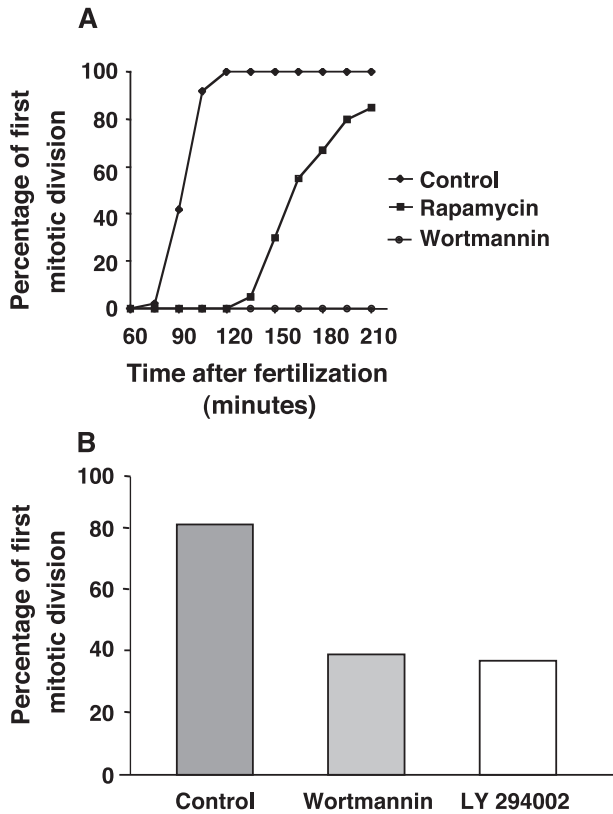 A
Percentage of first
mitotic division
100
80
60
40
20
0
60 90 120 150 180 210
Time after fertilization
(minutes)
Control
Rapamycin
Wortmannin
B
Percentage of first
mitotic division
100
80
60
40
20
0
Control Wortmannin LY 294002